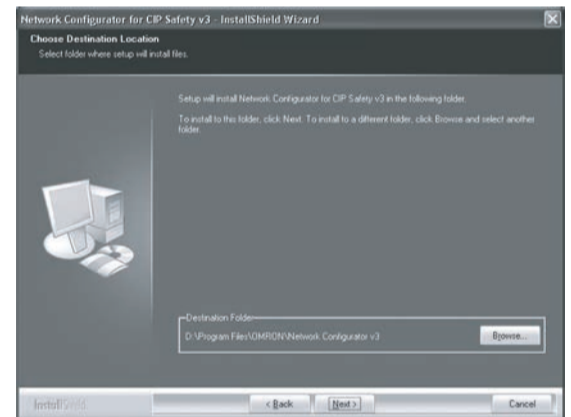 Network Configurator for CIP Safety v3 - InstallShield Wizard
Choose Destination Location
Select folder where setup will install files.
Setup will install Network Configurator for CIP Safety v3 in the following folder.
To install to this folder, click Next. To install to a different folder, click Browse and select another
folder.
Destination Folder
D:\Program Files\OMRON\Network Configurator v3
Browse...
InstallShield
< Back
Next >
Cancel